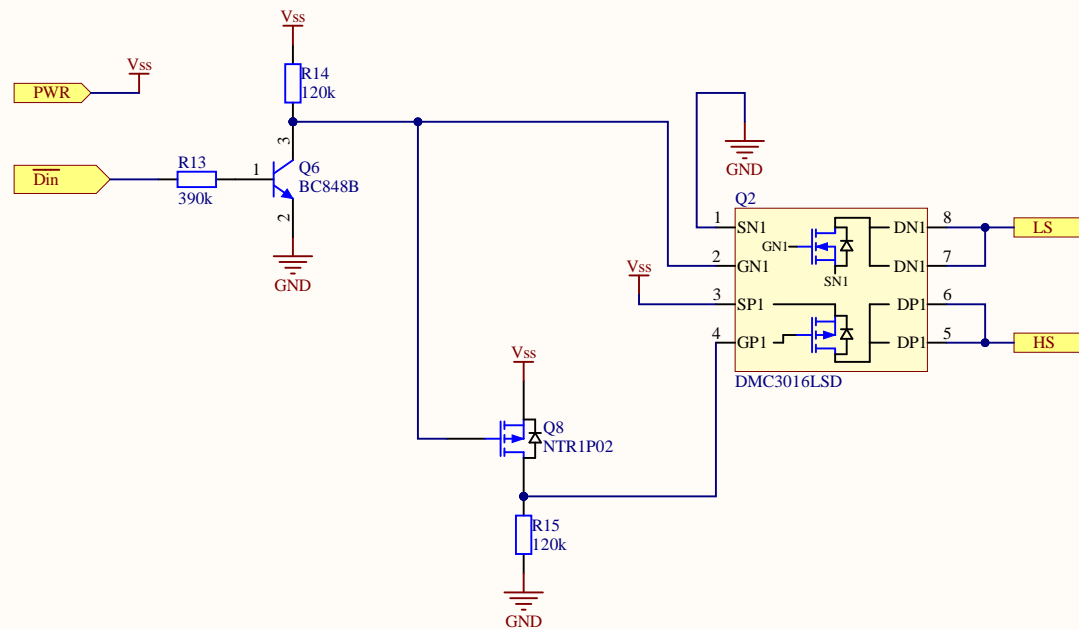 Vss
PWR
Vss
R14
120k
Din
R13
390k
1
3
2
Q6
BC848B
GND
GND
Q2
1
SN1
2
GN1
Vss
3
SP1
4
GP1
GN1
SN1
DN1
8
DN1
7
DP1
6
DP1
5
DMC3016LSD
LS
HS
Vss
Q8
NTR1P02
R15
120k
GND